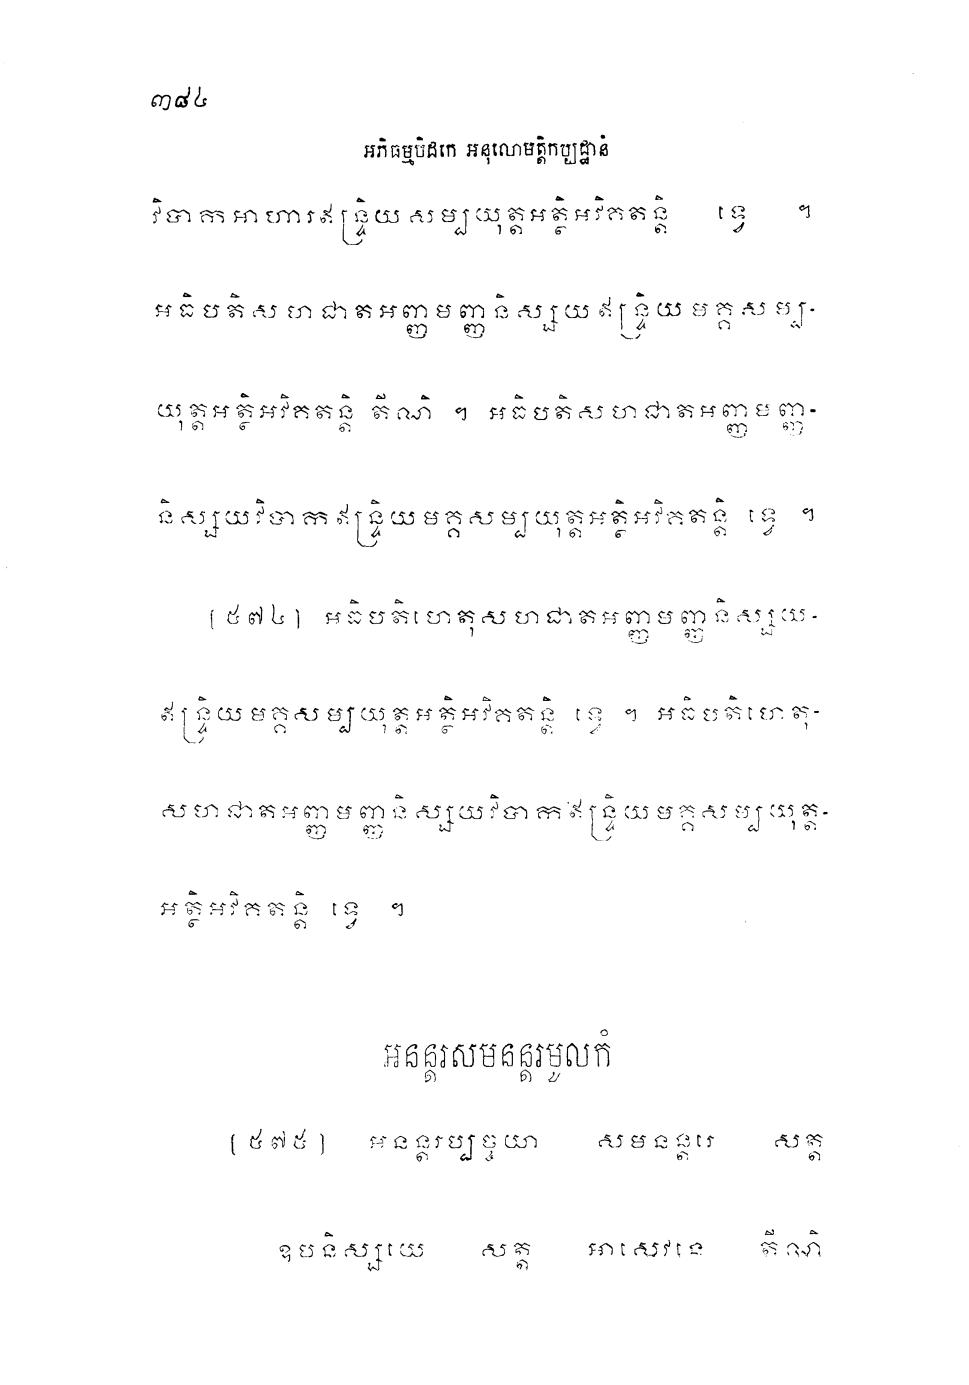 ៣៨៤
អភិធម្មបិដកេ អនុលោមត្តិកប្បដ្ឋានំ
វិបាកអាហារឥន្ទ្រិយសម្បយុត្តអត្ថិអវិគតន្តិ ទ្វេ ។
អធិបតិសហជាតអញ្ញមញ្ញនិស្សយឥន្ទ្រិយមគ្គសម្ប-
យុត្តអត្ថិអវិគតន្តិ តីណិ ។ អធិបតិសហជាតអញ្ញមញ្ញ-
និស្សយវិបាកឥន្ទ្រិយមគ្គសម្បយុត្តអត្ថិអវិគតន្តិ ទ្វេ ។
(៥៧៤) អធិបតិហេតុសហជាតអញ្ញមញ្ញនិស្សយ-
ឥន្ទ្រិយមគ្គសម្បយុត្តអត្ថិអវិគតន្តិ ទ្វេ ។ អធិបតិហេតុ-
សហជាតអញ្ញមញ្ញនិស្សយវិបាកឥន្ទ្រិយមគ្គសម្បយុត្ត-
អត្ថិអវិគតន្តិ ទ្វេ ។
អនន្តរសមនន្តរមូលកំ
(៥៧៥) អនន្តរប្បច្ចយា សមនន្តរេ សត្ត
ឧបនិស្សយេ សត្ត អាសេវនេ តីណិ